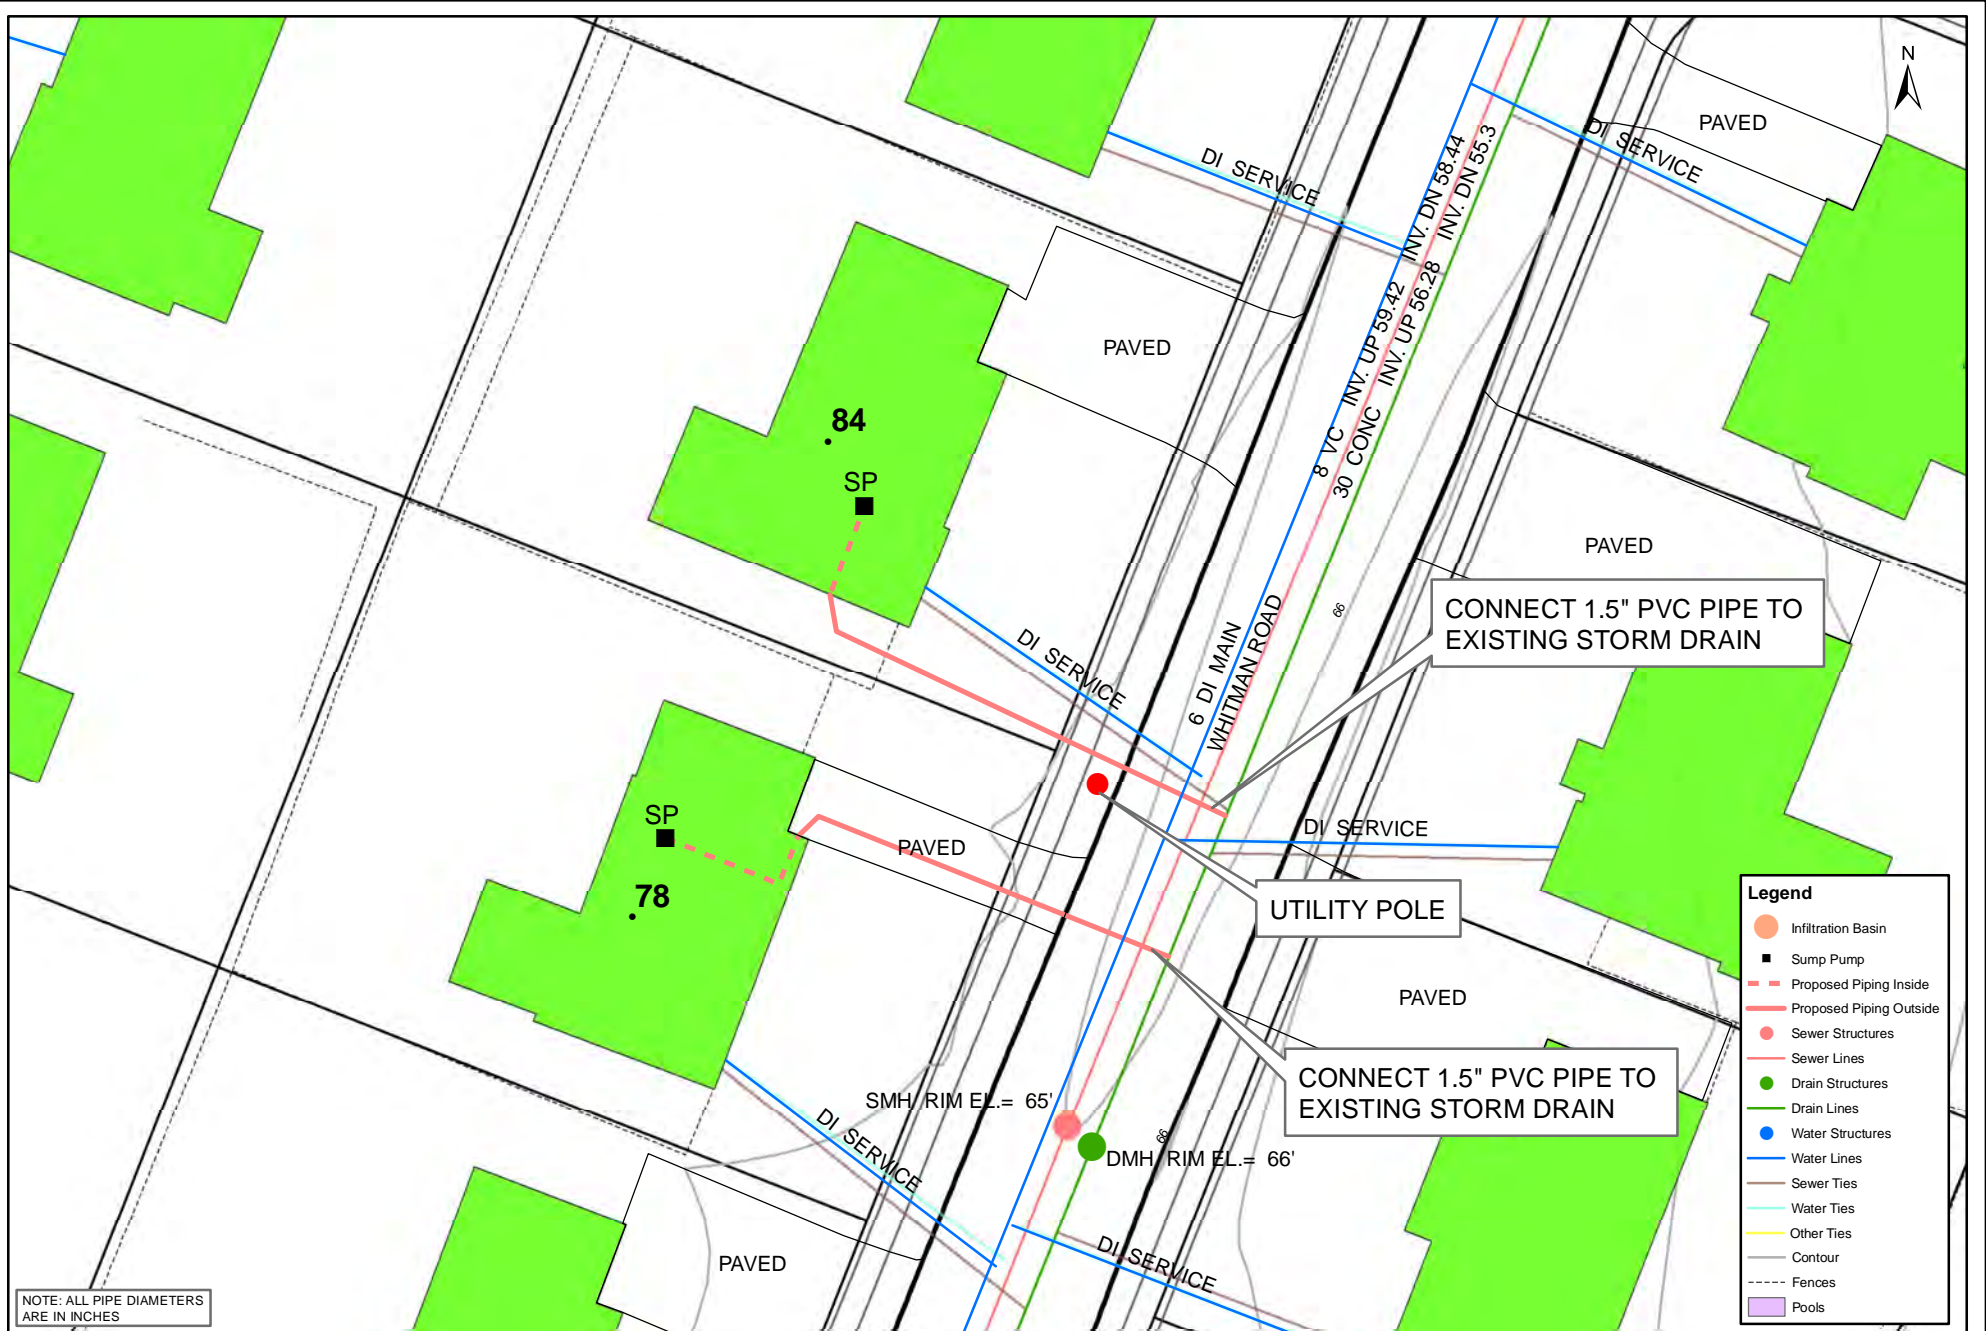 N
PAVED
DI SERVICE
DI SERVICE
INV. DN 58.44
INV. DN 55.3
PAVED
INV. UP 59.42
INV. UP 56.28
8 VC
30 CONC
84
SP
PAVED
CONNECT 1.5" PVC PIPE TO
EXISTING STORM DRAIN
66
6 DI MAIN
WHITMAN ROAD
DI SERVICE
SP
PAVED
DI SERVICE
78
UTILITY POLE
PAVED
CONNECT 1.5" PVC PIPE TO
EXISTING STORM DRAIN
SMH RIM EL.= 65'
66
DMH RIM EL.= 66'
DI SERVICE
DI SERVICE
PAVED
Legend
Infiltration Basin
Sump Pump
Proposed Piping Inside
Proposed Piping Outside
Sewer Structures
Sewer Lines
Drain Structures
Drain Lines
Water Structures
Water Lines
Sewer Ties
Water Ties
Other Ties
Contour
Fences
Pools
NOTE: ALL PIPE DIAMETERS
ARE IN INCHES